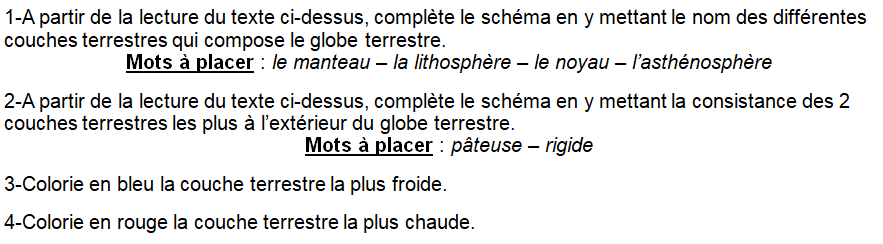 1-A partir de la lecture du texte ci-dessus, complète le schéma en y mettant le nom des différentes
couches terrestres qui compose le globe terrestre.
Mots à placer : le manteau – la lithosphère – le noyau – l’asthénosphère
2-A partir de la lecture du texte ci-dessus, complète le schéma en y mettant la consistance des 2
couches terrestres les plus à l’extérieur du globe terrestre.
Mots à placer : pâteuse – rigide
3-Colorie en bleu la couche terrestre la plus froide.
4-Colorie en rouge la couche terrestre la plus chaude.